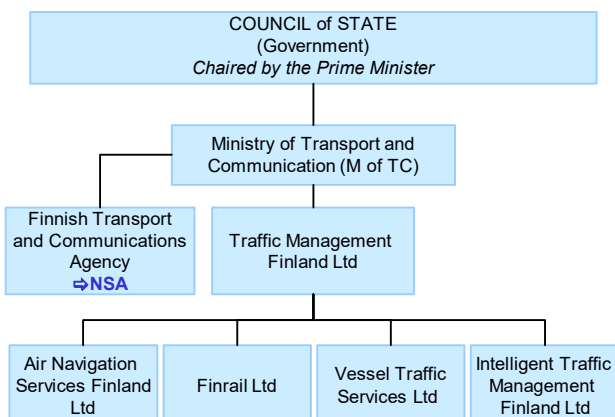 COUNCIL of STATE
(Government)
Chaired by the Prime Minister
Ministry of Transport and
Communication (M of TC)
Finnish Transport
and Communications
Agency
⇨NSA
Traffic Management
Finland Ltd
Air Navigation
Services Finland
Ltd
Finrail Ltd
Vessel Traffic
Services Ltd
Intelligent Traffic
Management
Finland Ltd